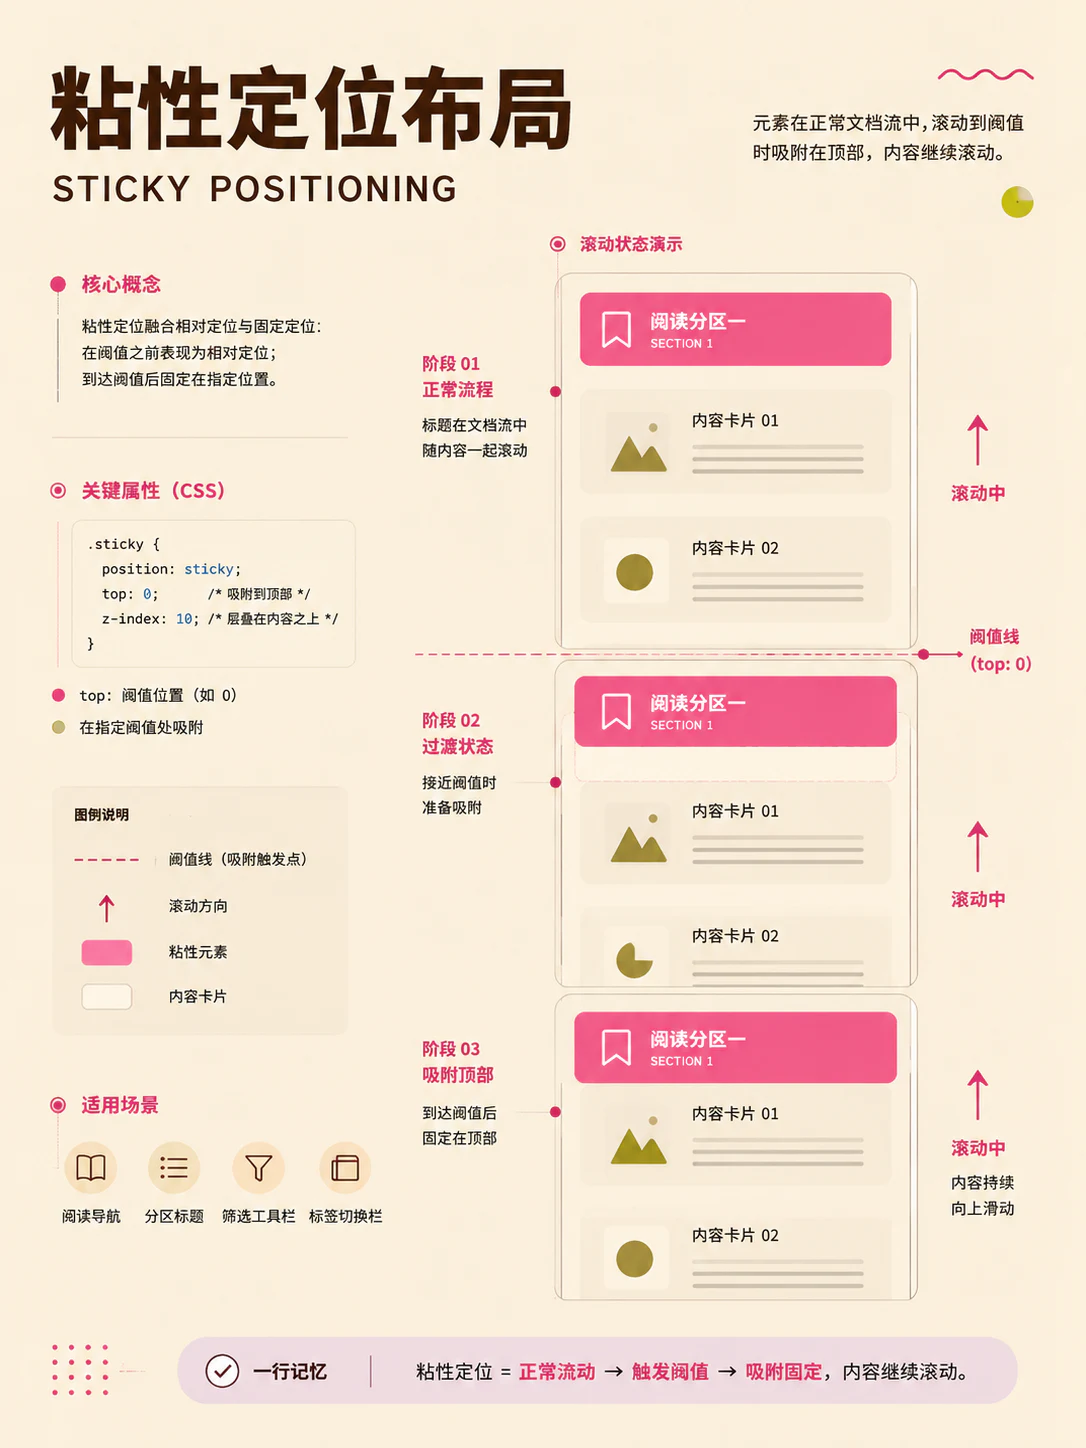 粘性定位布局
STICKY POSITIONING
元素在正常文档流中，滚动到阈值
时吸附在顶部，内容继续滚动。
核心概念
粘性定位融合相对定位与固定定位：
在阈值之前表现为相对定位；
到达阈值后固定在指定位置。
关键属性（CSS）
.sticky {
position: sticky;
top: 0; /* 吸附到顶部 */
z-index: 10; /* 层叠在内容之上 */
}
top: 阈值位置（如 0）
在指定阈值处吸附
图例说明
阈值线（吸附触发点）
滚动方向
粘性元素
内容卡片
适用场景
阅读导航
分区标题
筛选工具栏
标签切换栏
滚动状态演示
阶段 01
正常流程
标题在文档流中
随内容一起滚动
阅读分区一
SECTION 1
内容卡片 01
内容卡片 02
滚动中
阈值线
(top: 0)
阶段 02
过渡状态
接近阈值时
准备吸附
阅读分区一
SECTION 1
内容卡片 01
内容卡片 02
滚动中
阶段 03
吸附顶部
到达阈值后
固定在顶部
阅读分区一
SECTION 1
内容卡片 01
内容卡片 02
滚动中
内容持续
向上滑动
一行记忆
粘性定位 = 正常流动 → 触发阈值 → 吸附固定，内容继续滚动。